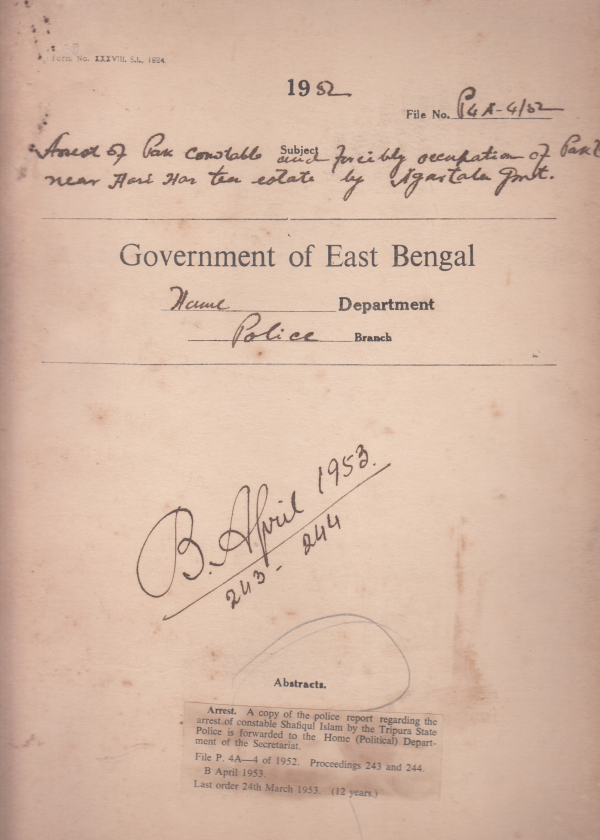 Form No. XXXVIII, S.L., 1924.
1952
File No. P4A-4/52
Subject
Arrest of Pak constable and forcibly occupation of Pak
near Hari Har tea estate by Agartala Govt.
Government of East Bengal
Home Department
Police Branch
B. April 1953.
243 - 244
Abstracts.
Arrest. A copy of the police report regarding the
arrest of constable Shafiqul Islam by the Tripura State
Police is forwarded to the Home (Political) Depart-
ment of the Secretariat.
File P. 4A—4 of 1952. Proceedings 243 and 244.
B April 1953.
Last order 24th March 1953. (12 years.)